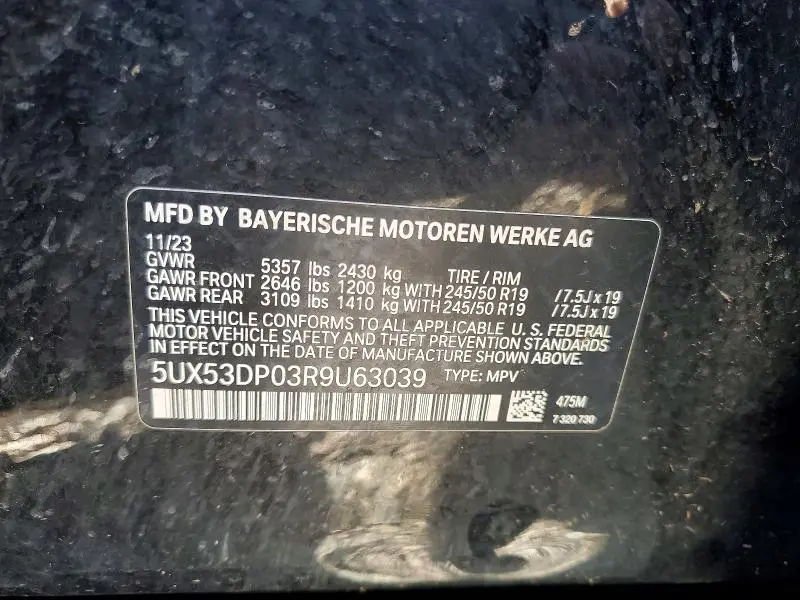 MFD BY BAYERISCHE MOTOREN WERKE AG
11/23
GVWR 5357 lbs 2430 kg TIRE / RIM
GAWR FRONT 2646 lbs 1200 kg WITH 245/50 R19 / 7.5J x 19
GAWR REAR 3109 lbs 1410 kg WITH 245/50 R19 / 7.5J x 19
THIS VEHICLE CONFORMS TO ALL APPLICABLE U. S. FEDERAL
MOTOR VEHICLE SAFETY AND THEFT PREVENTION STANDARDS
IN EFFECT ON THE DATE OF MANUFACTURE SHOWN ABOVE.
5UX53DP03R9U63039 TYPE: MPV
475M
7 320 730